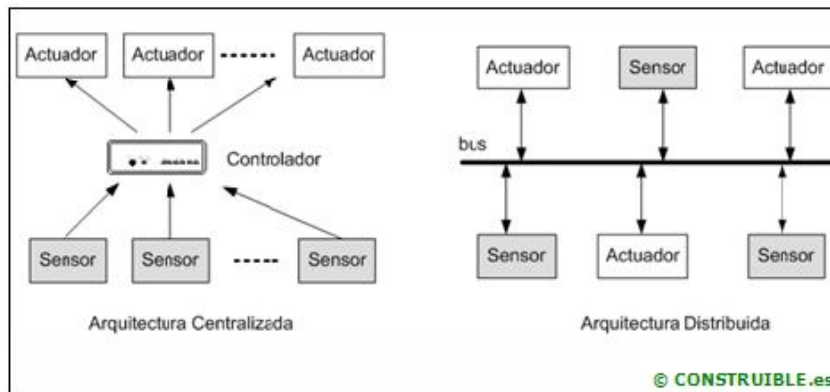 Actuador Actuador Actuador
Controlador
Sensor Sensor Sensor
Arquitectura Centralizada
Actuador Sensor Actuador
bus
Sensor Actuador Sensor
Arquitectura Distribuida
© CONSTRUIBLE.es